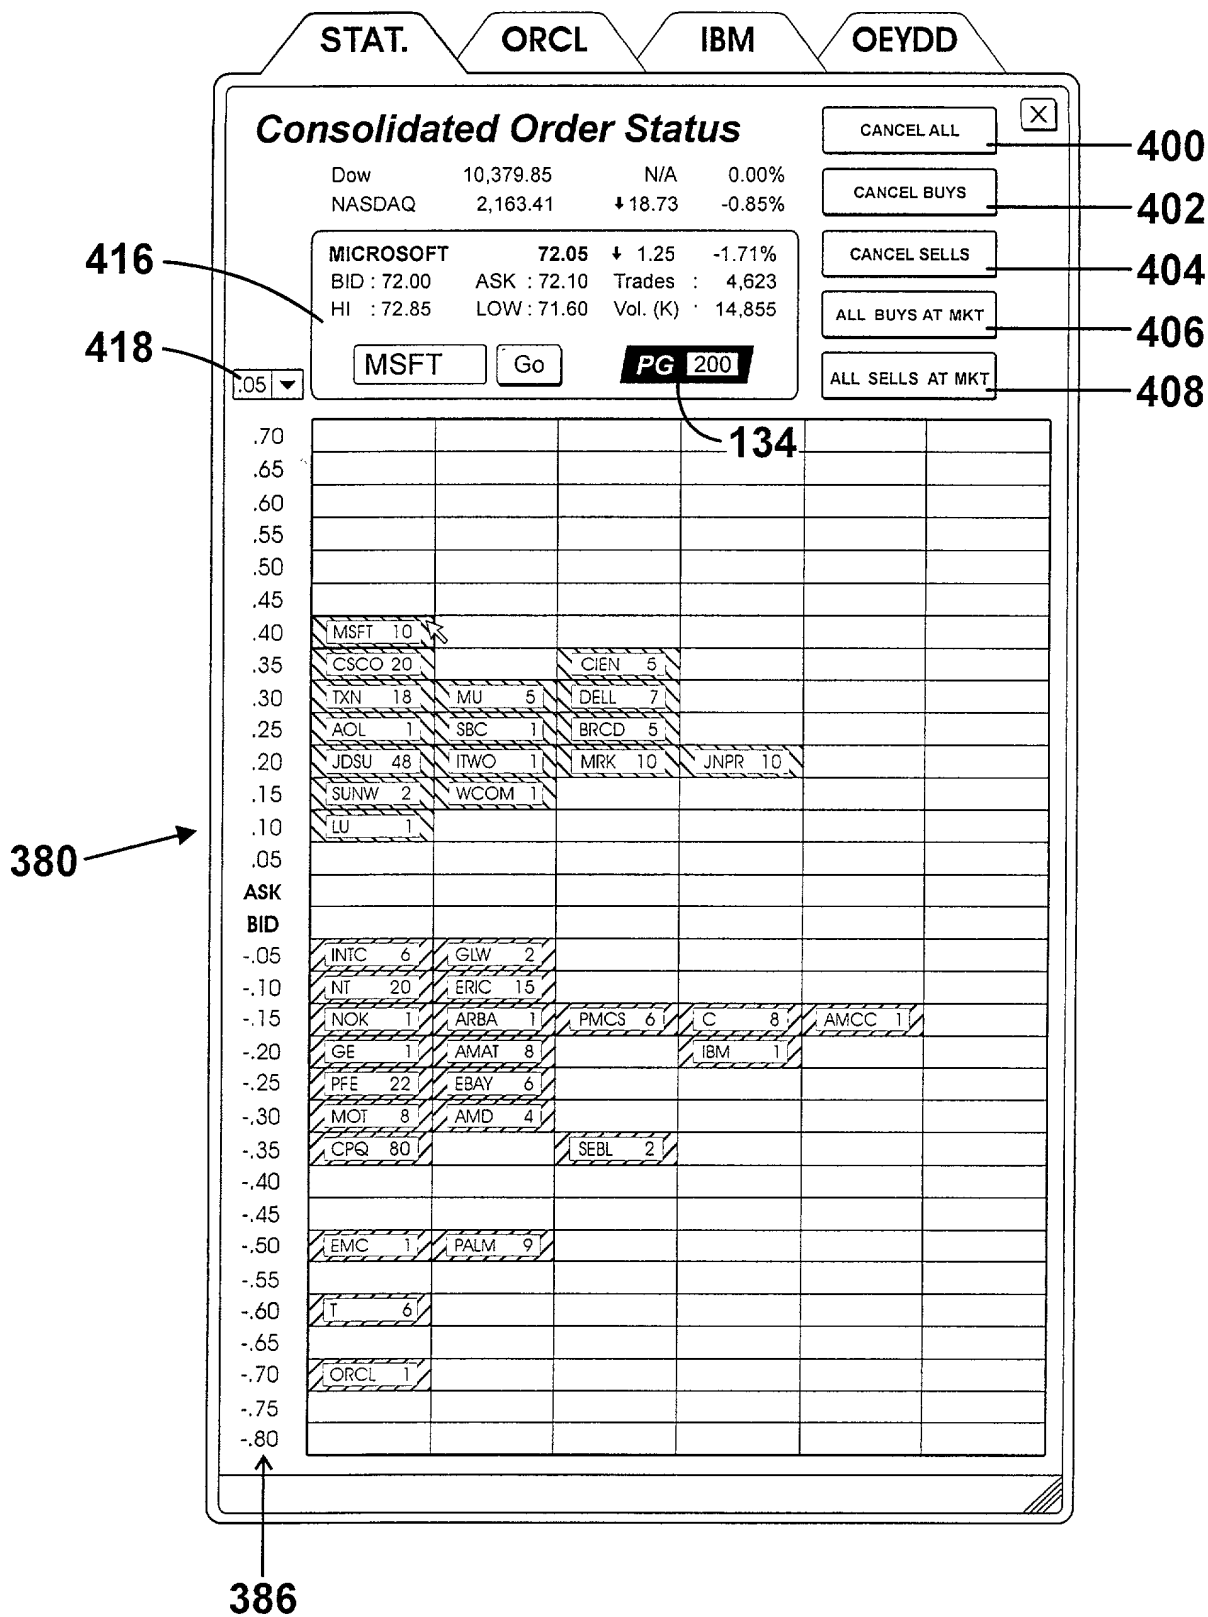 STAT. ORCL IBM OEYDD
Consolidated Order Status
X
CANCEL ALL
400
Dow 10,379.85 N/A 0.00%
NASDAQ 2,163.41 18.73 -0.85%
CANCEL BUYS
402
416
MICROSOFT 72.05 1.25 -1.71%
BID : 72.00 ASK : 72.10 Trades : 4,623
HI : 72.85 LOW : 71.60 Vol. (K) : 14,855
CANCEL SELLS
404
ALL BUYS AT MKT
406
418
.05
MSFT Go PG 200
ALL SELLS AT MKT
408
134
.70
.65
.60
.55
.50
.45
.40 MSFT 10
.35 CSCO 20 CIEN 5
.30 TXN 18 MU 5 DELL 7
.25 AOL 1 SBC 1 BRCD 5
.20 JDSU 48 ITWO 1 MRK 10 JNPR 10
.15 SUNW 2 WCOM 1
.10 LU 1
380
.05
ASK
BID
-.05 INTC 6 GLW 2
-.10 NT 20 ERIC 15
-.15 NOK 1 ARBA 1 PMCS 6 C 8 AMCC 1
-.20 GE 1 AMAT 8 IBM 1
-.25 PFE 22 EBAY 6
-.30 MOT 8 AMD 4
-.35 CPQ 80 SEBL 2
-.40
-.45
-.50 EMC 1 PALM 9
-.55
-.60 T 6
-.65
-.70 ORCL 1
-.75
-.80
386